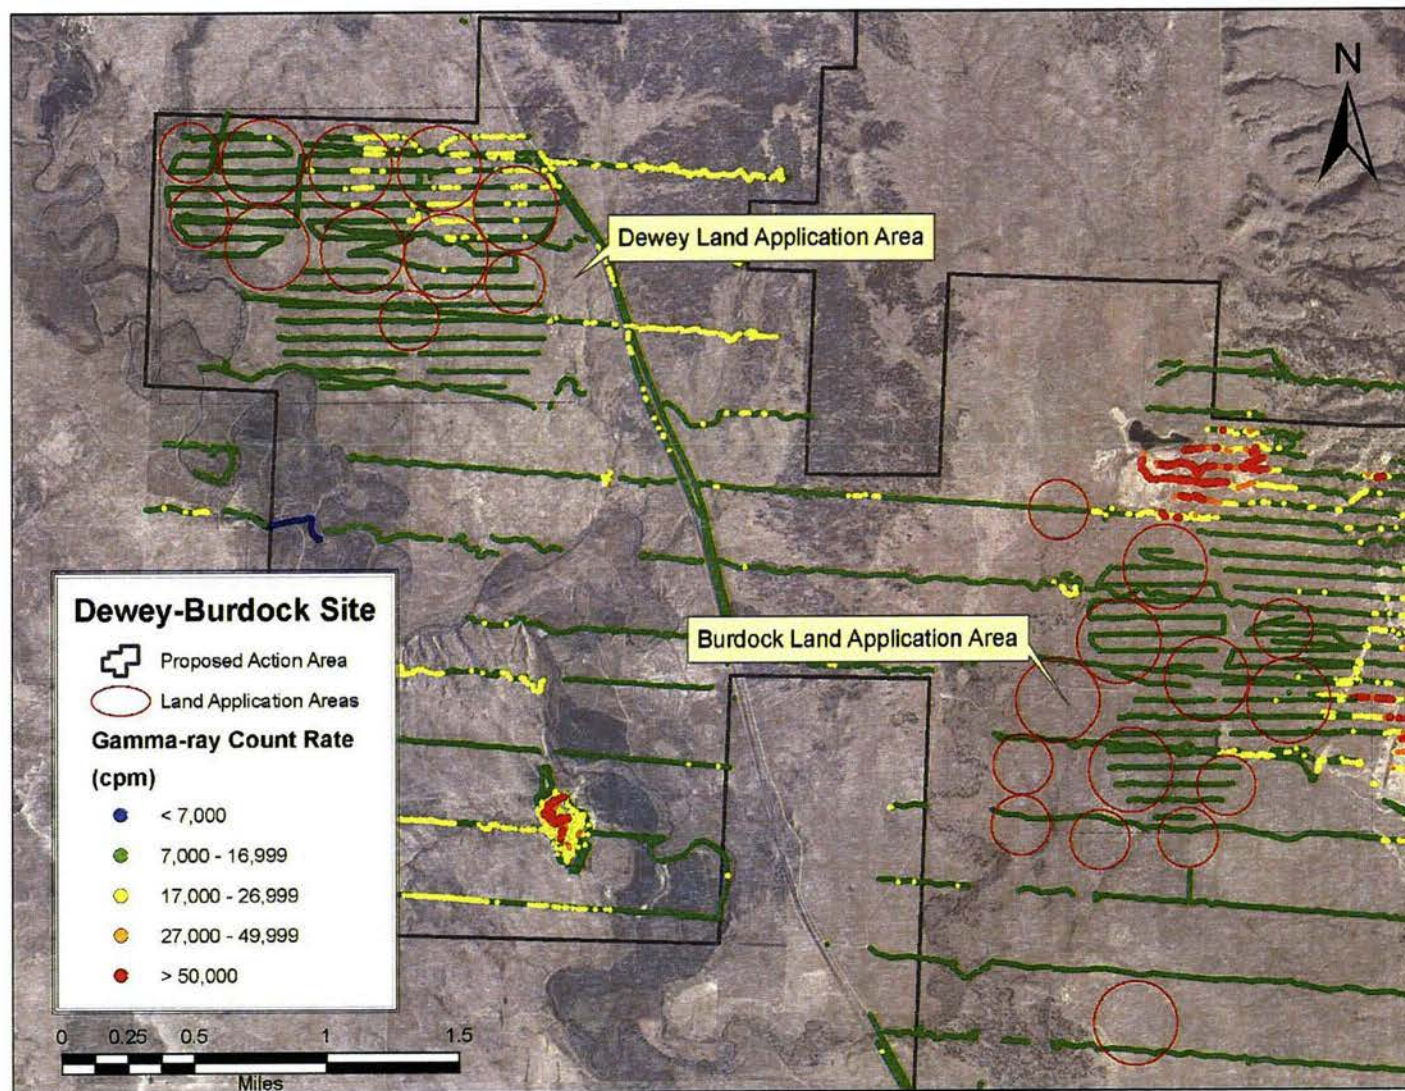 N
Dewey Land Application Area
Burdock Land Application Area
Dewey-Burdock Site
Proposed Action Area
Land Application Areas
Gamma-ray Count Rate
(cpm)
< 7,000
7,000 - 16,999
17,000 - 26,999
27,000 - 49,999
> 50,000
0 0.25 0.5 1 1.5
Miles